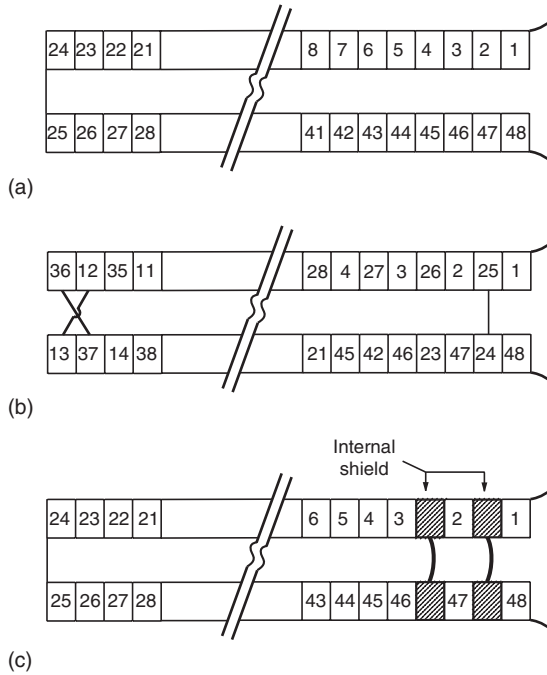 24 23 22 21 8 7 6 5 4 3 2 1
25 26 27 28 41 42 43 44 45 46 47 48
(a)
36 12 35 11 28 4 27 3 26 2 25 1
13 37 14 38 21 45 42 46 23 47 24 48
(b)
Internal
shield
24 23 22 21 6 5 4 3 2 1
25 26 27 28 43 44 45 46 47 48
(c)